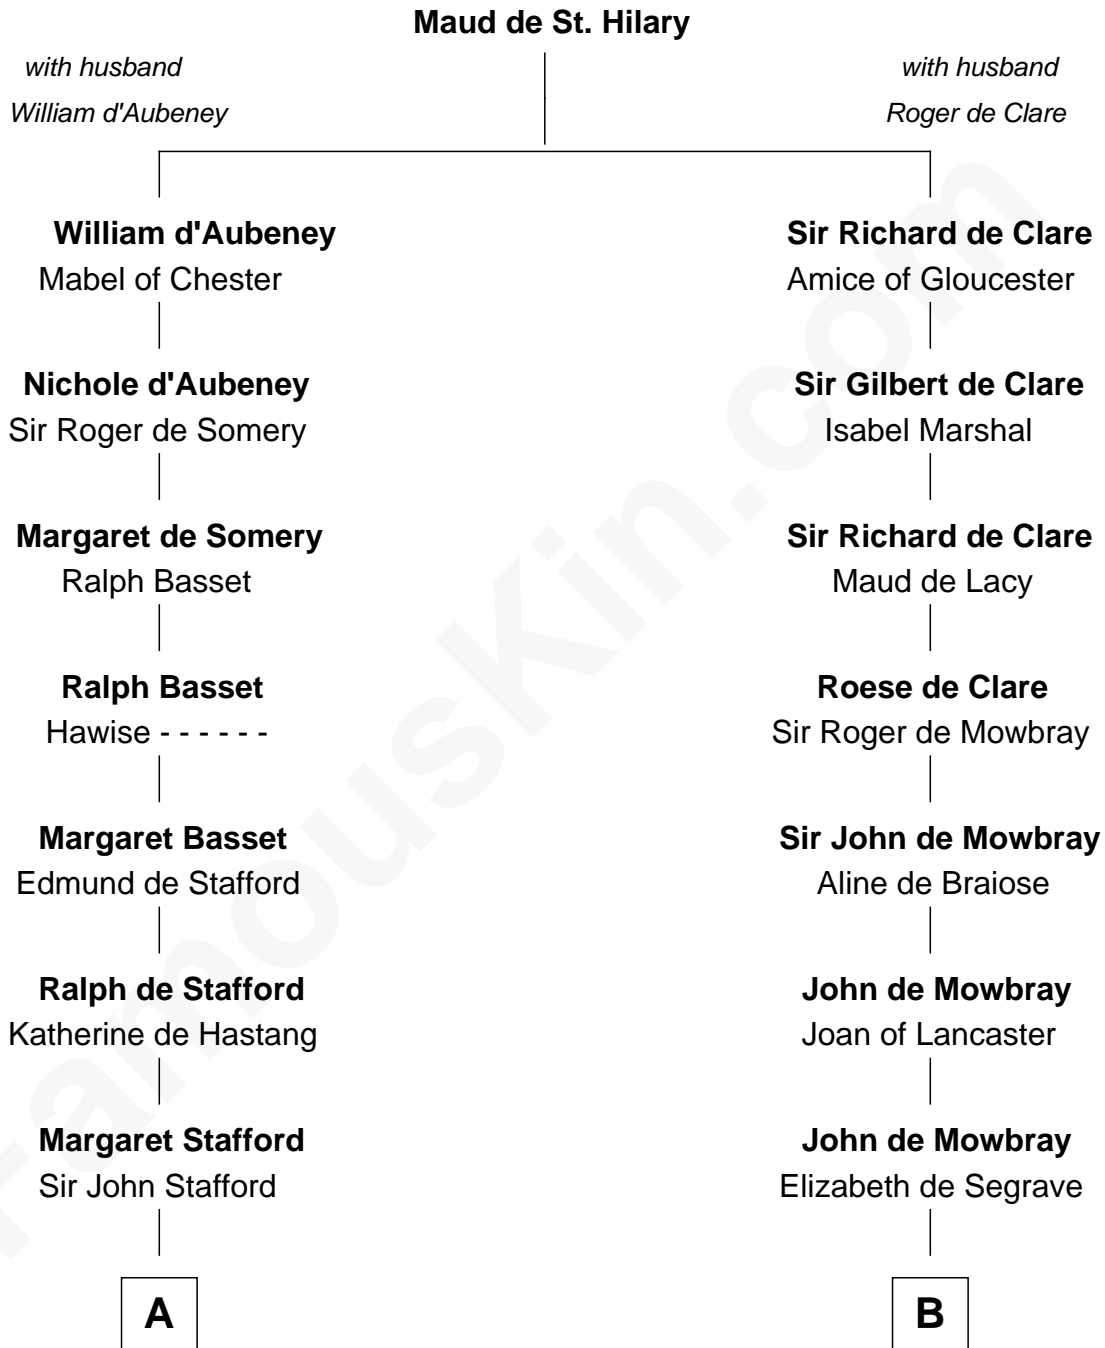 Maud de St. Hilary
with husband
William d'Aubeney
with husband
Roger de Clare
William d'Aubeney
Mabel of Chester
Sir Richard de Clare
Amice of Gloucester
Nichole d'Aubeney
Sir Roger de Somery
Sir Gilbert de Clare
Isabel Marshal
Margaret de Somery
Ralph Basset
Sir Richard de Clare
Maud de Lacy
Ralph Basset
Hawise - - - - - -
Roese de Clare
Sir Roger de Mowbray
Margaret Basset
Edmund de Stafford
Sir John de Mowbray
Aline de Braiose
Ralph de Stafford
Katherine de Hastang
John de Mowbray
Joan of Lancaster
Margaret Stafford
Sir John Stafford
John de Mowbray
Elizabeth de Segrave
A
B
FamousKin.com